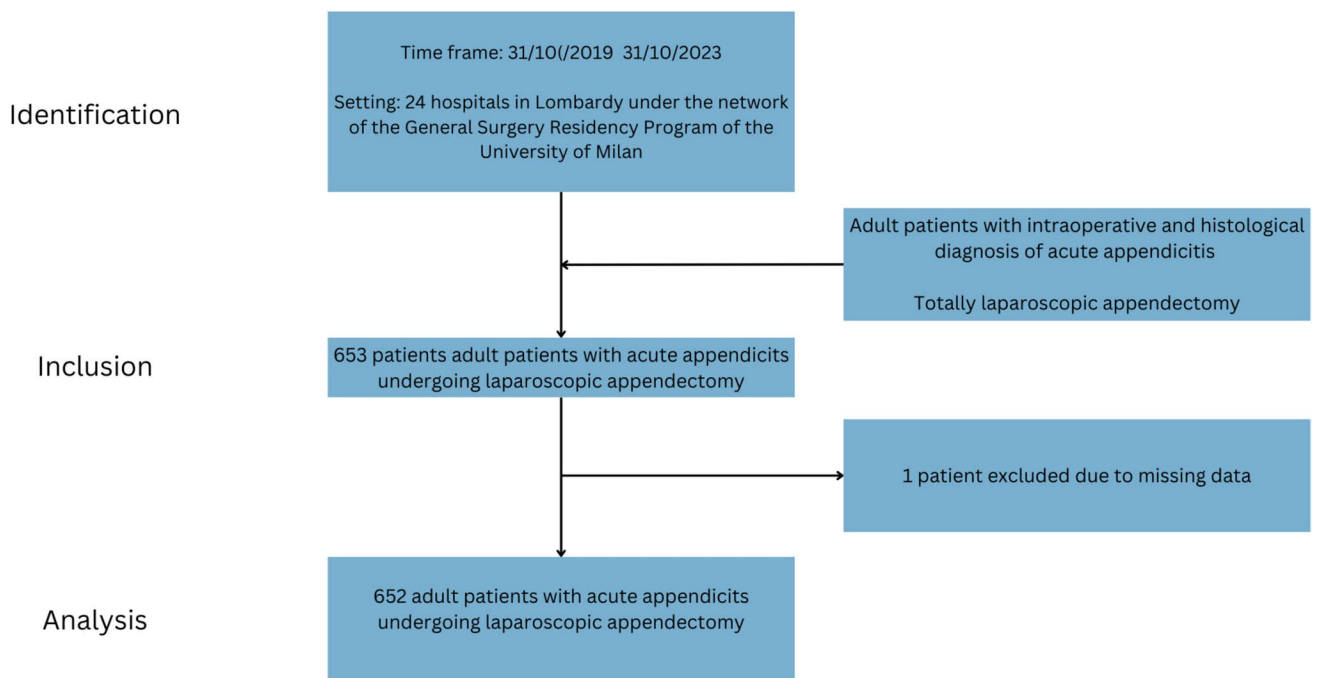 Identification
Time frame: 31/10(/2019 31/10/2023
Setting: 24 hospitals in Lombardy under the network
of the General Surgery Residency Program of the
University of Milan
Adult patients with intraoperative and histological
diagnosis of acute appendicitis
Totally laparoscopic appendectomy
Inclusion
653 patients adult patients with acute appendicits
undergoing laparoscopic appendectomy
1 patient excluded due to missing data
Analysis
652 adult patients with acute appendicits
undergoing laparoscopic appendectomy